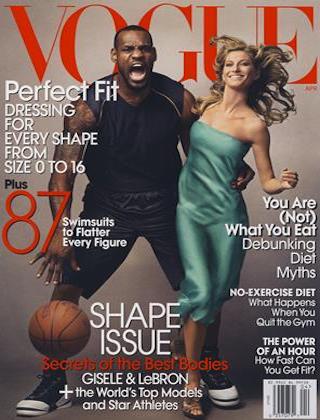 VOGUE
APR
Perfect Fit
DRESSING
FOR
EVERY SHAPE
FROM
SIZE 0 TO 16
Plus
87
Swimsuits
to Flatter
Every Figure
You Are
(Not)
What You Eat
Debunking
Diet
Myths
NO-EXERCISE DIET
What Happens
When You
Quit the Gym
THE POWER
OF AN HOUR
How Fast Can
You Get Fit?
SHAPE
ISSUE
Secrets of the Best Bodies
GISELE & LeBRON
+ the World's Top Models
and Star Athletes